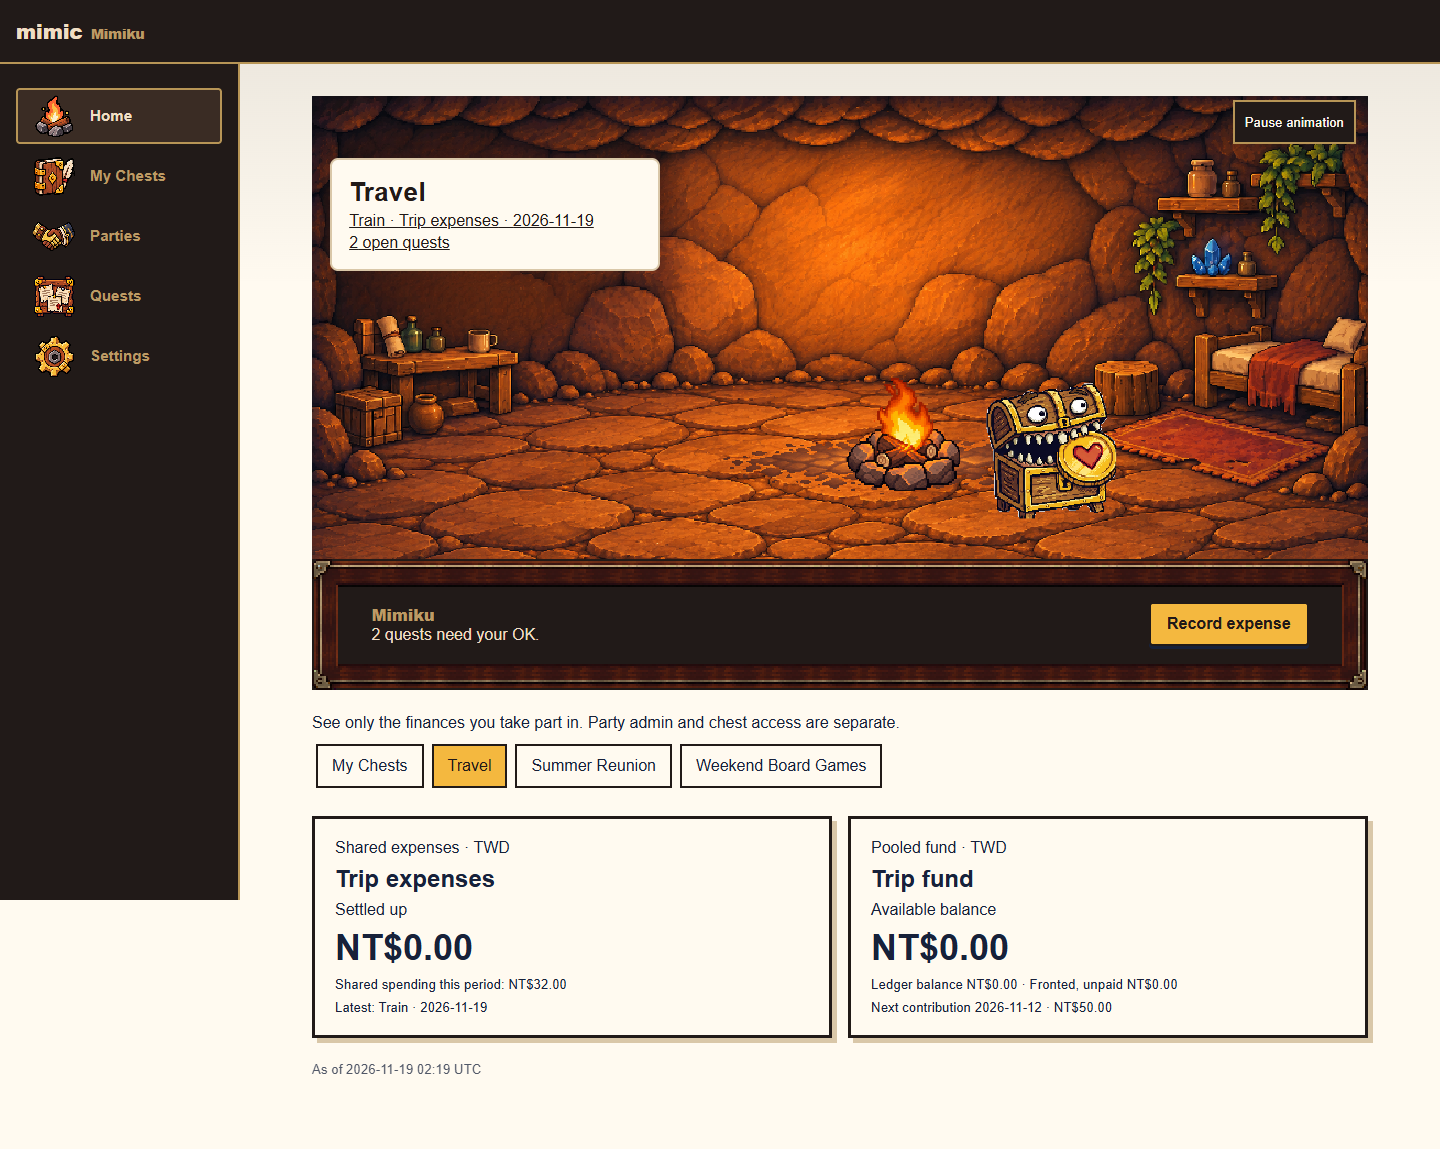 mimic Mimiku
Home
My Chests
Parties
Quests
Settings
Pause animation
Travel
Train · Trip expenses · 2026-11-19
2 open quests
Mimiku
2 quests need your OK.
Record expense
See only the finances you take part in. Party admin and chest access are separate.
My Chests
Travel
Summer Reunion
Weekend Board Games
Shared expenses · TWD
Trip expenses
Settled up
NT$0.00
Shared spending this period: NT$32.00
Latest: Train · 2026-11-19
Pooled fund · TWD
Trip fund
Available balance
NT$0.00
Ledger balance NT$0.00 · Fronted, unpaid NT$0.00
Next contribution 2026-11-12 · NT$50.00
As of 2026-11-19 02:19 UTC